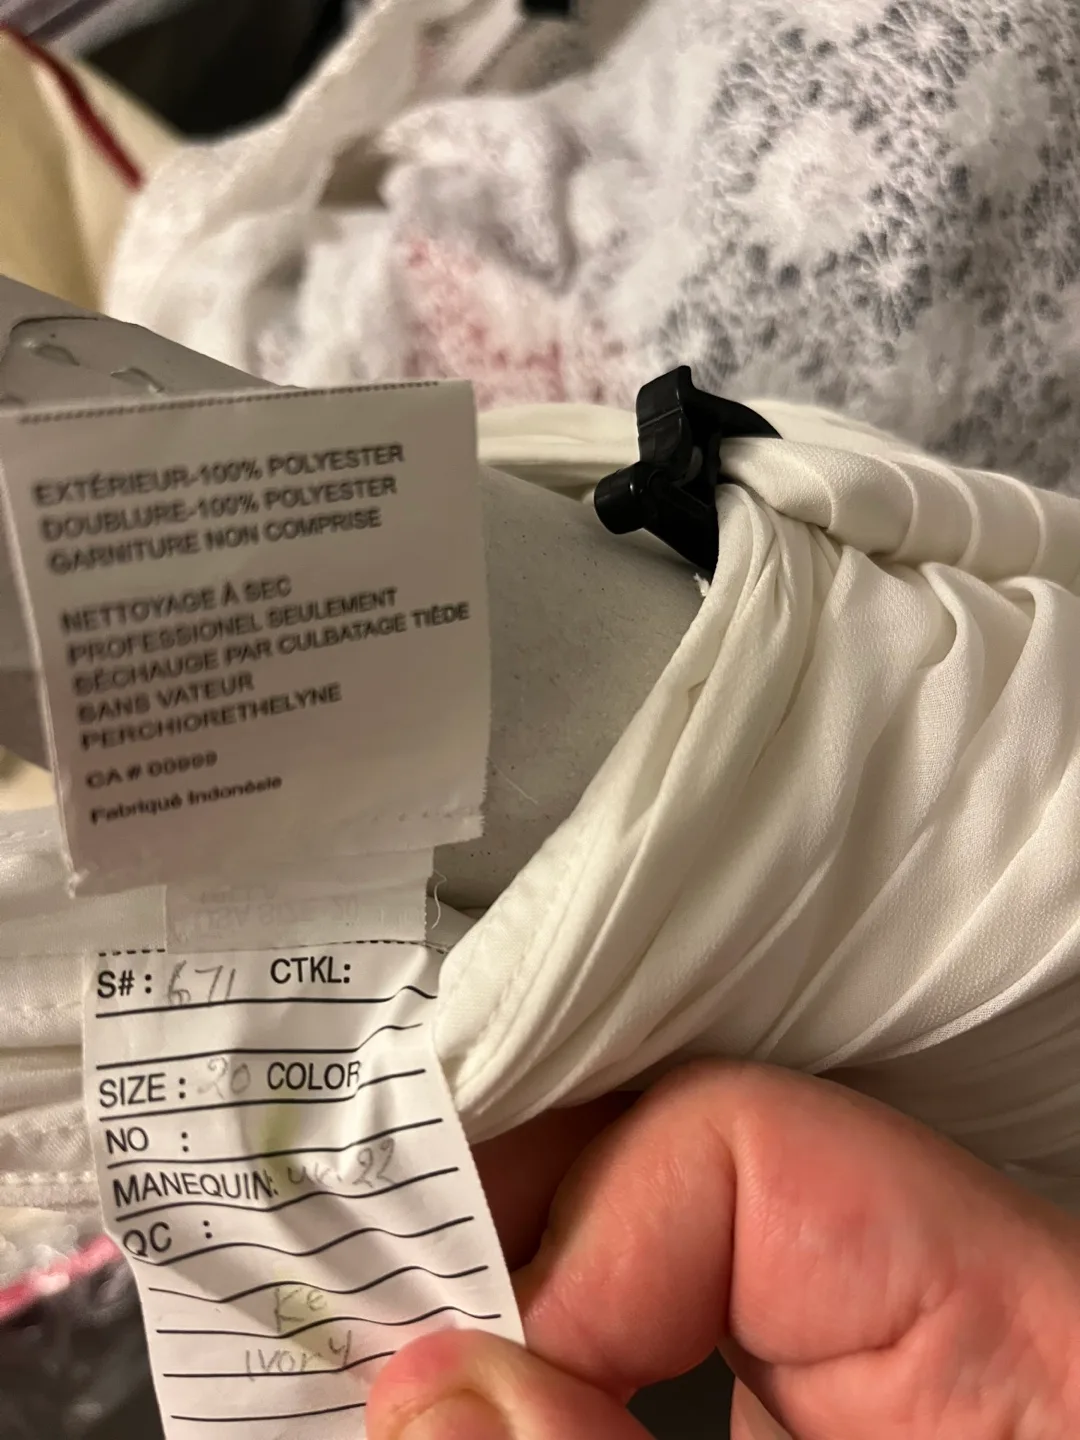 EXTÉRIEUR-100% POLYESTER
DOUBLURE-100% POLYESTER
GARNITURE NON COMPRISE
NETTOYAGE À SEC
PROFESSIONEL SEULEMENT
SÉCHAUGE PAR CULBATAGE TIÈDE
SANS VATEUR
PERCHIORETHELYNE
CA # 00999
Fabriqué Indonésie
S#: 671 CTKL:
SIZE: 20 COLOR
NO :
MANEQUIN: 22
QC :
Ivory